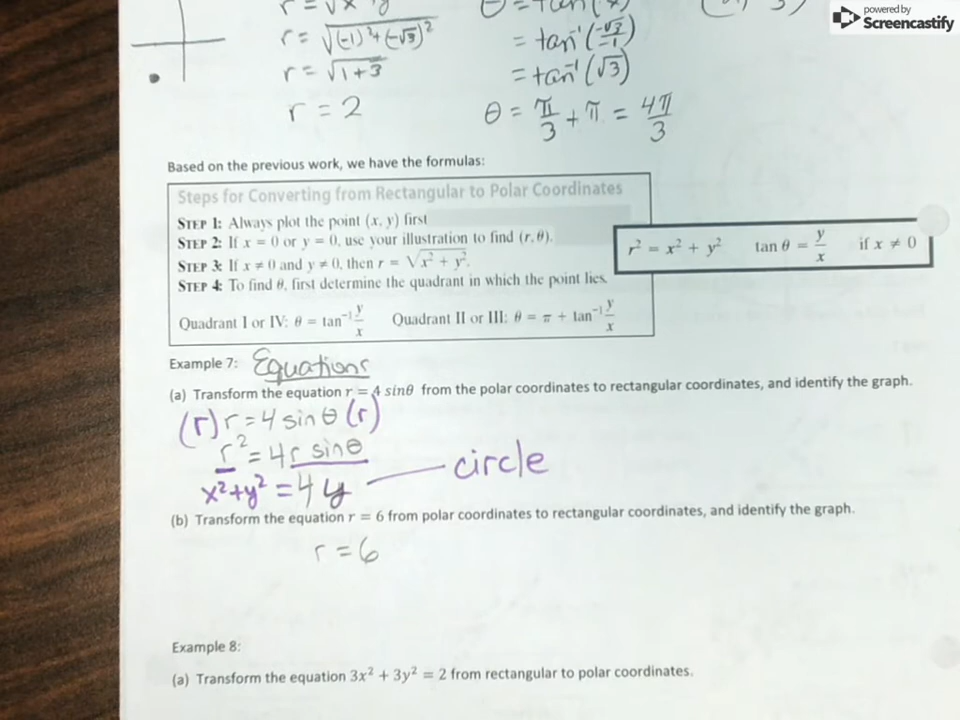 powered by
Screencastify
r = √(-1)² + (-√3)²
= tan⁻¹(-√3/-1)
r = √1+3
= tan⁻¹(√3)
r = 2
θ = π/3 + π = 4π/3
Based on the previous work, we have the formulas:
Steps for Converting from Rectangular to Polar Coordinates
STEP 1: Always plot the point (x, y) first
STEP 2: If x = 0 or y = 0, use your illustration to find (r, θ).
STEP 3: If x ≠ 0 and y ≠ 0, then r = √x² + y².
STEP 4: To find θ, first determine the quadrant in which the point lies.
Quadrant I or IV: θ = tan⁻¹ y/x Quadrant II or III: θ = π + tan⁻¹ y/x
r² = x² + y² tan θ = y/x if x ≠ 0
Example 7: Equations
(a) Transform the equation r = 4 sinθ from the polar coordinates to rectangular coordinates, and identify the graph.
(r) r = 4 sin θ (r)
r² = 4r sinθ
x²+y² = 4y — circle
(b) Transform the equation r = 6 from polar coordinates to rectangular coordinates, and identify the graph.
r = 6
Example 8:
(a) Transform the equation 3x² + 3y² = 2 from rectangular to polar coordinates.